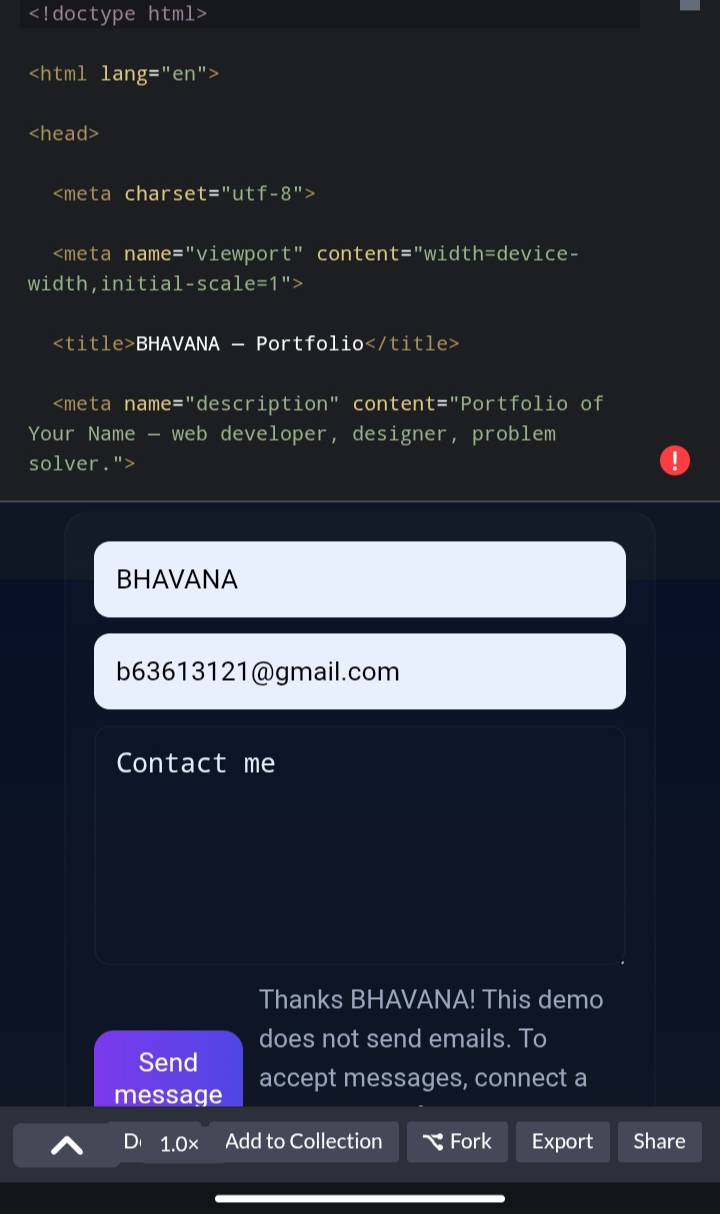 <!doctype html>
<html lang="en">
<head>
<meta charset="utf-8">
<meta name="viewport" content="width=device-
width,initial-scale=1">
<title>BHAVANA — Portfolio</title>
<meta name="description" content="Portfolio of
Your Name — web developer, designer, problem
solver.">
!
BHAVANA
b63613121@gmail.com
Contact me
Thanks BHAVANA! This demo
does not send emails. To
accept messages, connect a
Send
message
1.0×
Add to Collection
Fork
Export
Share